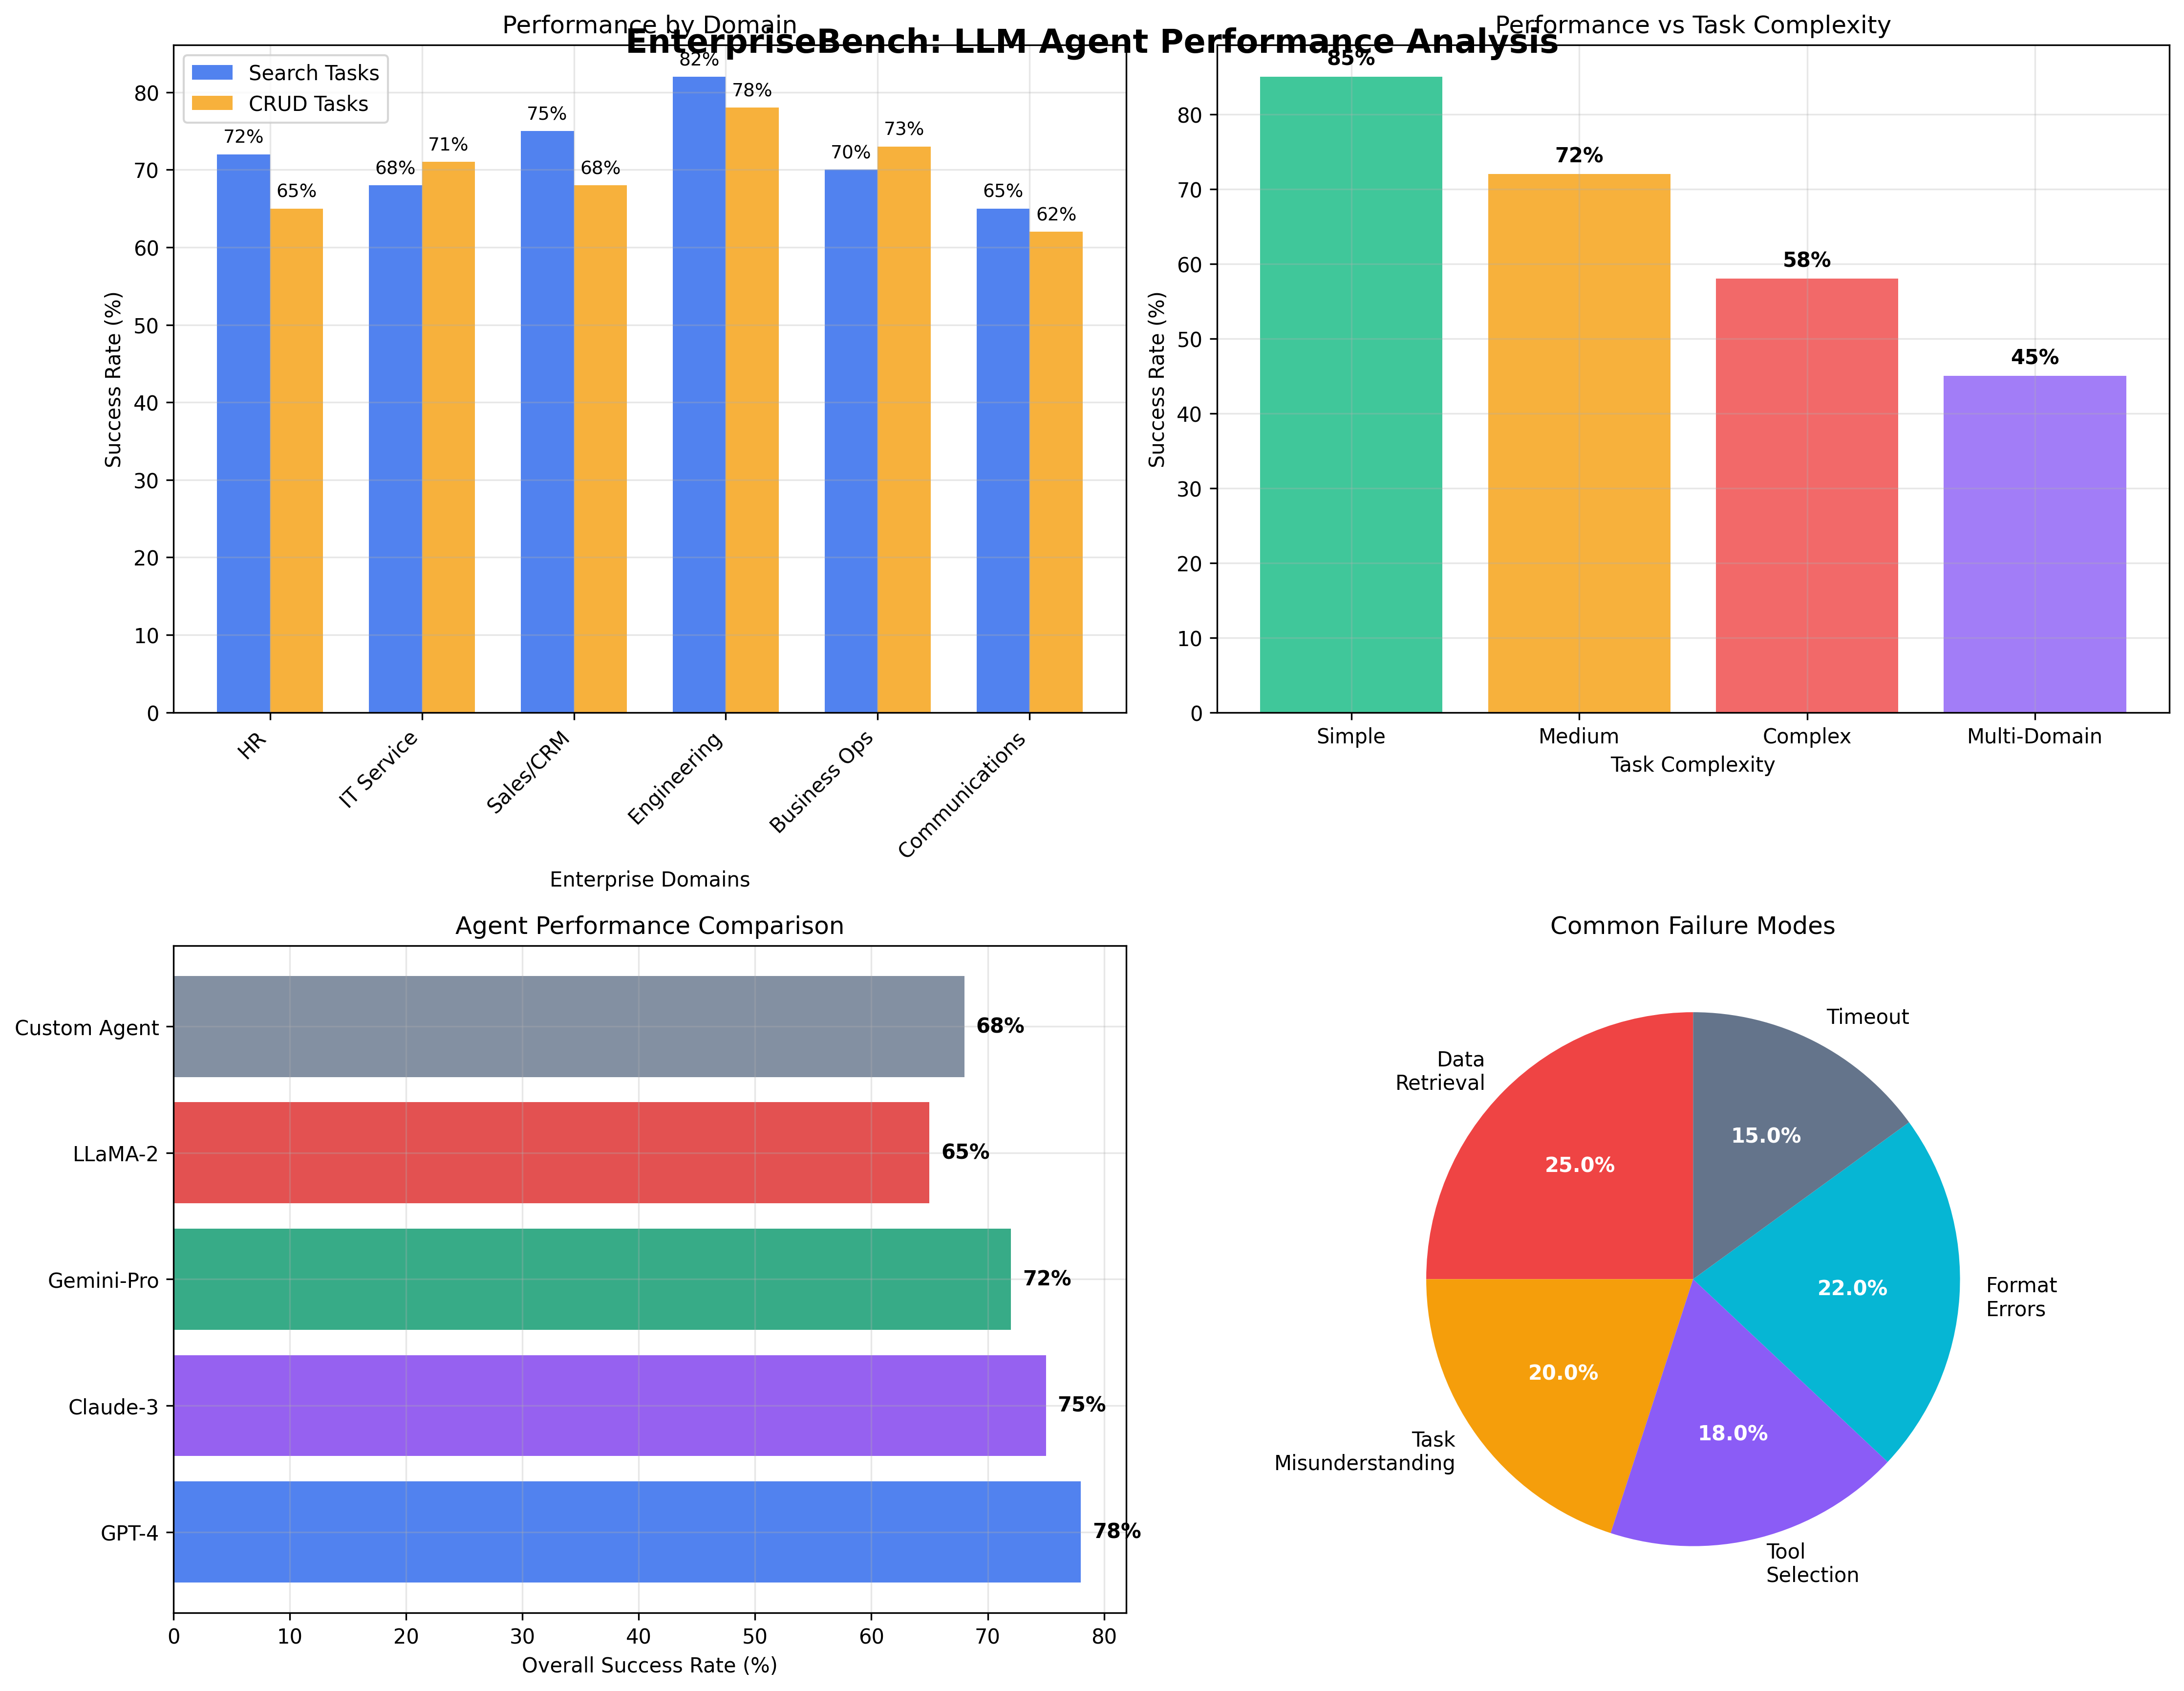 EnterpriseBench: LLM Agent Performance Analysis
Performance by Domain
Search Tasks
CRUD Tasks
Success Rate (%)
80
70
60
50
40
30
20
10
0
72%
65%
68%
71%
75%
68%
82%
78%
70%
73%
65%
62%
HR
IT Service
Sales/CRM
Engineering
Business Ops
Communications
Enterprise Domains
Performance vs Task Complexity
Success Rate (%)
80
70
60
50
40
30
20
10
0
85%
72%
58%
45%
Simple
Medium
Complex
Multi-Domain
Task Complexity
Agent Performance Comparison
Custom Agent
68%
LLaMA-2
65%
Gemini-Pro
72%
Claude-3
75%
GPT-4
78%
0
10
20
30
40
50
60
70
80
Overall Success Rate (%)
Common Failure Modes
Timeout
15.0%
Data
Retrieval
25.0%
Format
Errors
22.0%
Task
Misunderstanding
20.0%
Tool
Selection
18.0%